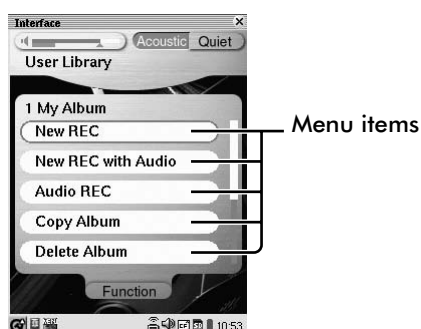 Interface ×
Acoustic Quiet
User Library
1 My Album
New REC
New REC with Audio
Audio REC
Copy Album
Delete Album
Function
10:53
Menu items